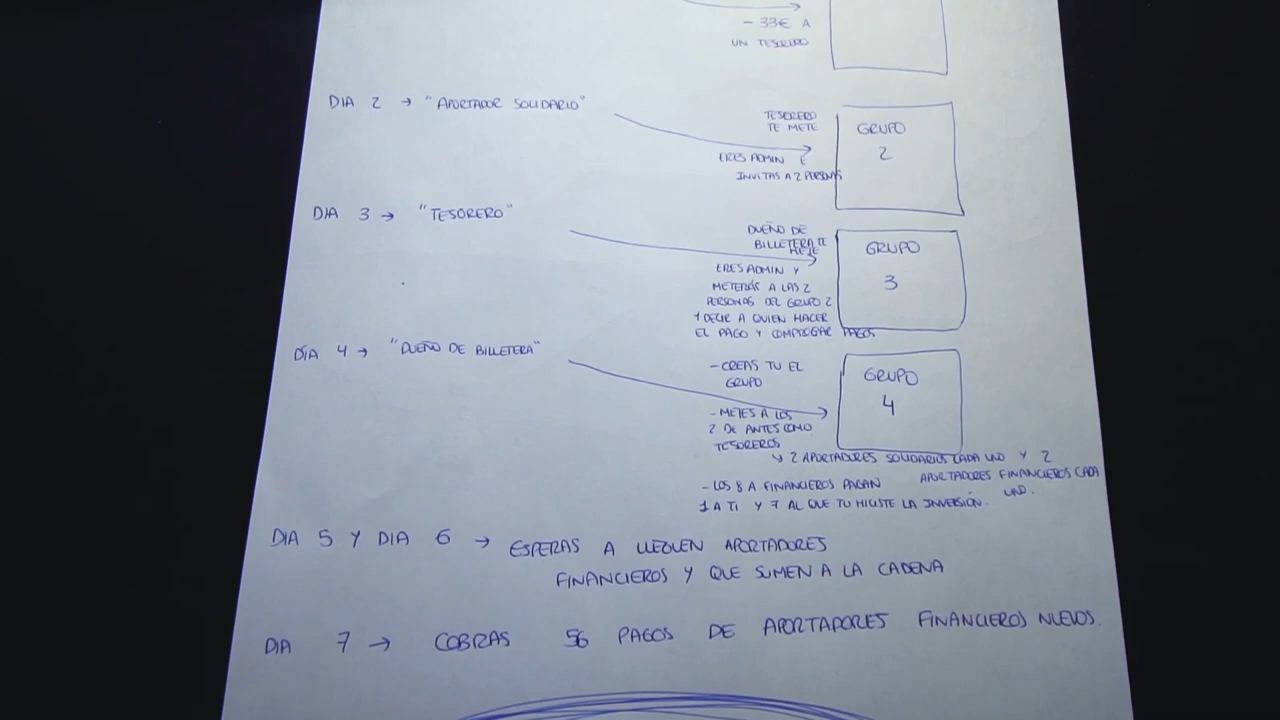 - 33€ A
UN TESORERO
DIA 2 → "APORTADOR SOLIDARIO"
TESORERO
TE METE
ERES ADMIN E
INVITAS A 2 PERSONAS
GRUPO
2
DIA 3 → "TESORERO"
DUEÑO DE
BILLETERA TE
METE
ERES ADMIN Y
METERÁS A LAS 2
PERSONAS DEL GRUPO 2
Y DECIR A QUIEN HACER
EL PAGO Y COMPROBAR PAGOS
GRUPO
3
DÍA 4 → "DUEÑO DE BILLETERA"
- CREAS TU EL
GRUPO
- METES A LOS
2 DE ANTES COMO
TESOREROS
GRUPO
4
↘ 2 APORTADORES SOLIDARIOS CADA UNO Y 2
APORTADORES FINANCIEROS CADA
UNO.
- LOS 8 A FINANCIEROS PAGAN
1 A TI Y 7 AL QUE TU HICISTE LA INVERSIÓN.
DIA 5 Y DIA 6 → ESPERAS A LLEGUEN APORTADORES
FINANCIEROS Y QUE SUMEN A LA CADENA
DIA 7 → COBRAS 56 PAGOS DE APORTADORES FINANCIEROS NUEVOS.